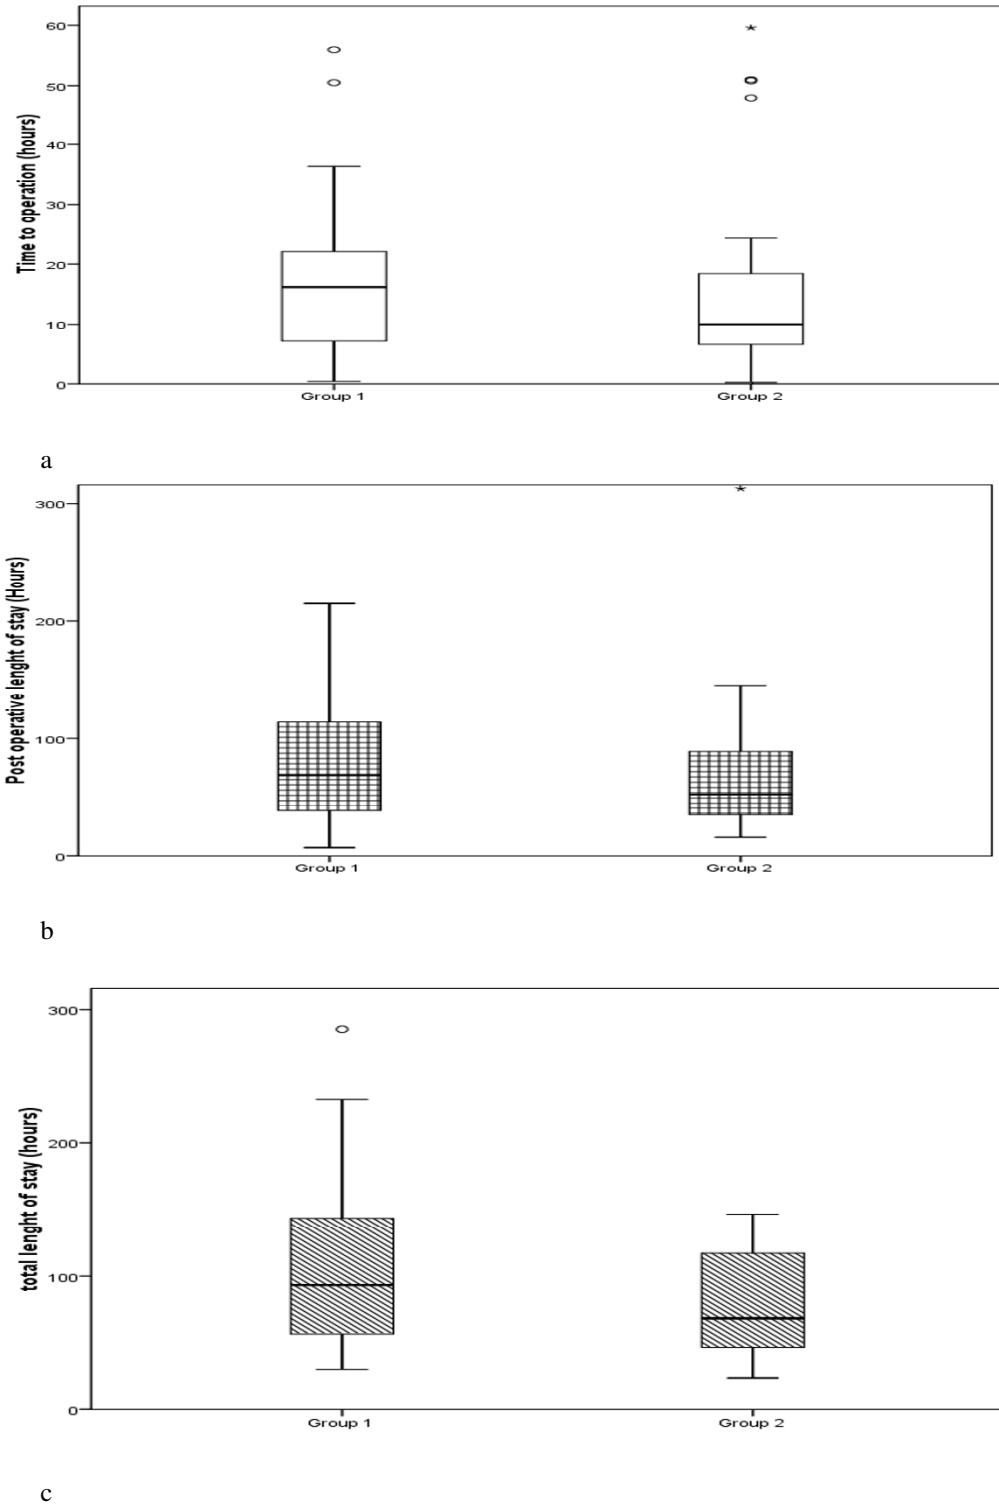 Time to operation (hours)
60
50
40
30
20
10
0
Group 1 Group 2
a
Post operative lenght of stay (Hours)
300
200
100
0
Group 1 Group 2
b
total lenght of stay (hours)
300
200
100
0
Group 1 Group 2
c